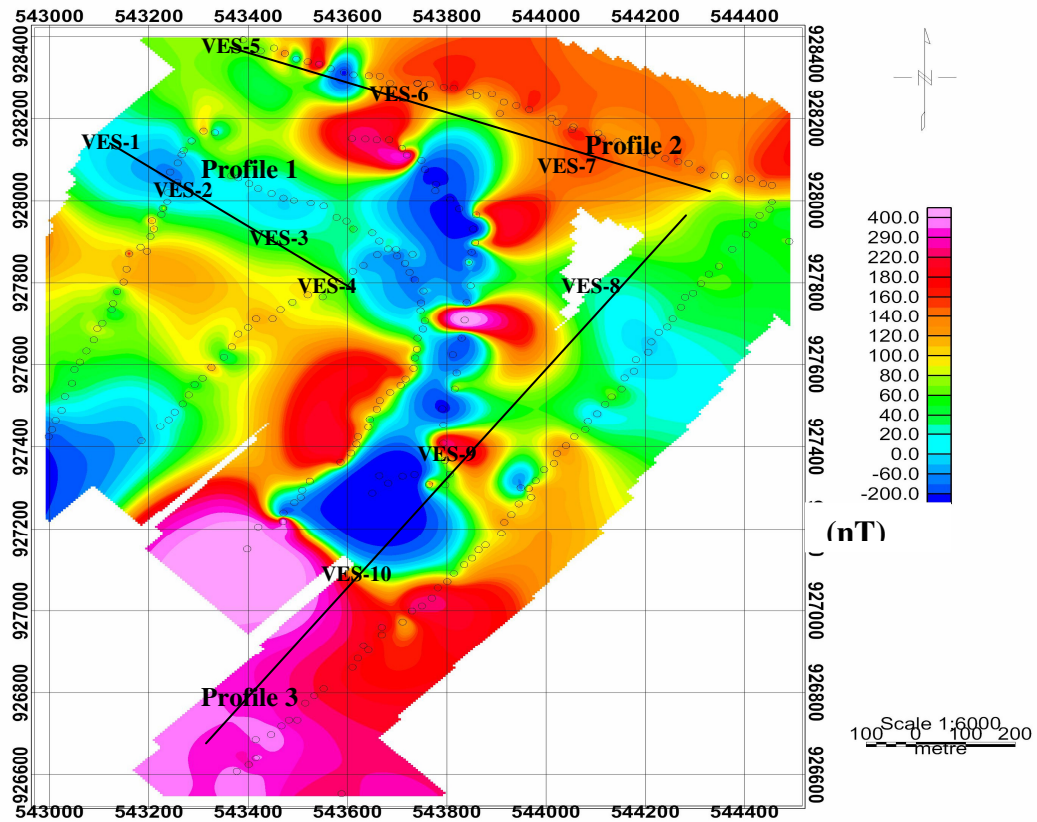 543000 543200 543400 543600 543800 544000 544200 544400
928400 928200 928000 927800 927600 927400 927200 927000 926800 926600
928400 928200 928000 927800 927600 927400 927000 926800 926600
VES-5
VES-6
VES-1
Profile 2
Profile 1
VES-7
VES-2
VES-3
VES-4
VES-8
VES-9
VES-10
Profile 3
543000 543200 543400 543600 543800 544000 544200 544400
N
400.0
290.0
220.0
180.0
160.0
140.0
120.0
100.0
80.0
60.0
40.0
20.0
0.0
-60.0
-200.0
(nT)
Scale 1:6000
100 0 100 200
metre